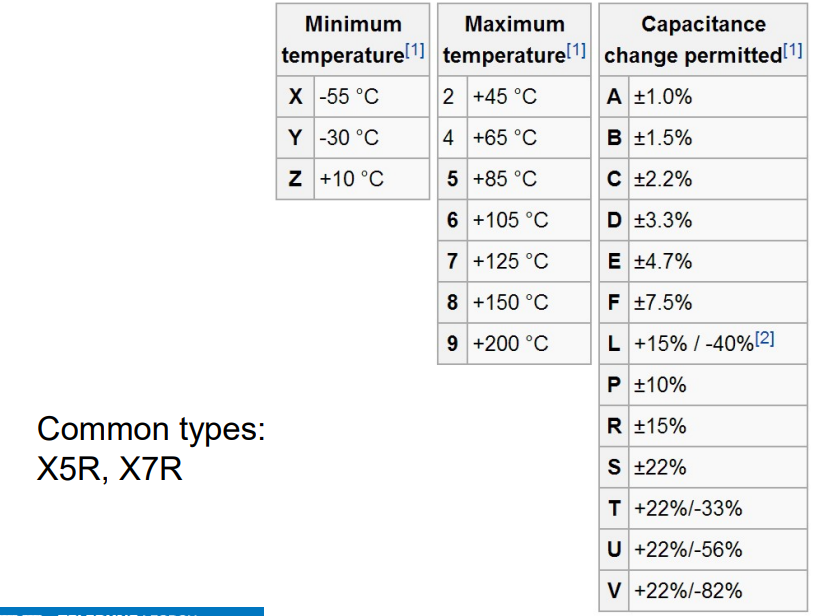 Minimum temperature[1]
X -55 °C
Y -30 °C
Z +10 °C
Maximum temperature[1]
2 +45 °C
4 +65 °C
5 +85 °C
6 +105 °C
7 +125 °C
8 +150 °C
9 +200 °C
Capacitance
change permitted[1]
A ±1.0%
B ±1.5%
C ±2.2%
D ±3.3%
E ±4.7%
F ±7.5%
L +15% / -40%[2]
P ±10%
R ±15%
S ±22%
T +22%/-33%
U +22%/-56%
V +22%/-82%
Common types:
X5R, X7R